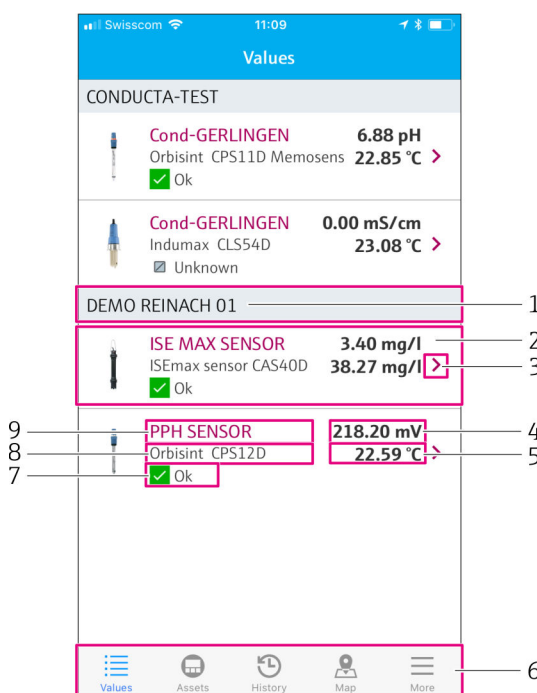 Swisscom 11:09
Values
CONDUCTA-TEST
Cond-GERLINGEN 6.88 pH
Orbisint CPS11D Memosens 22.85 °C
Ok
Cond-GERLINGEN 0.00 mS/cm
Indumax CLS54D 23.08 °C
Unknown
DEMO REINACH 01 1
ISE MAX SENSOR 3.40 mg/l 2
ISEmax sensor CAS40D 38.27 mg/l 3
Ok
9 PPH SENSOR 218.20 mV 4
8 Orbisint CPS12D 22.59 °C 5
7 Ok
Values Assets History Map More 6